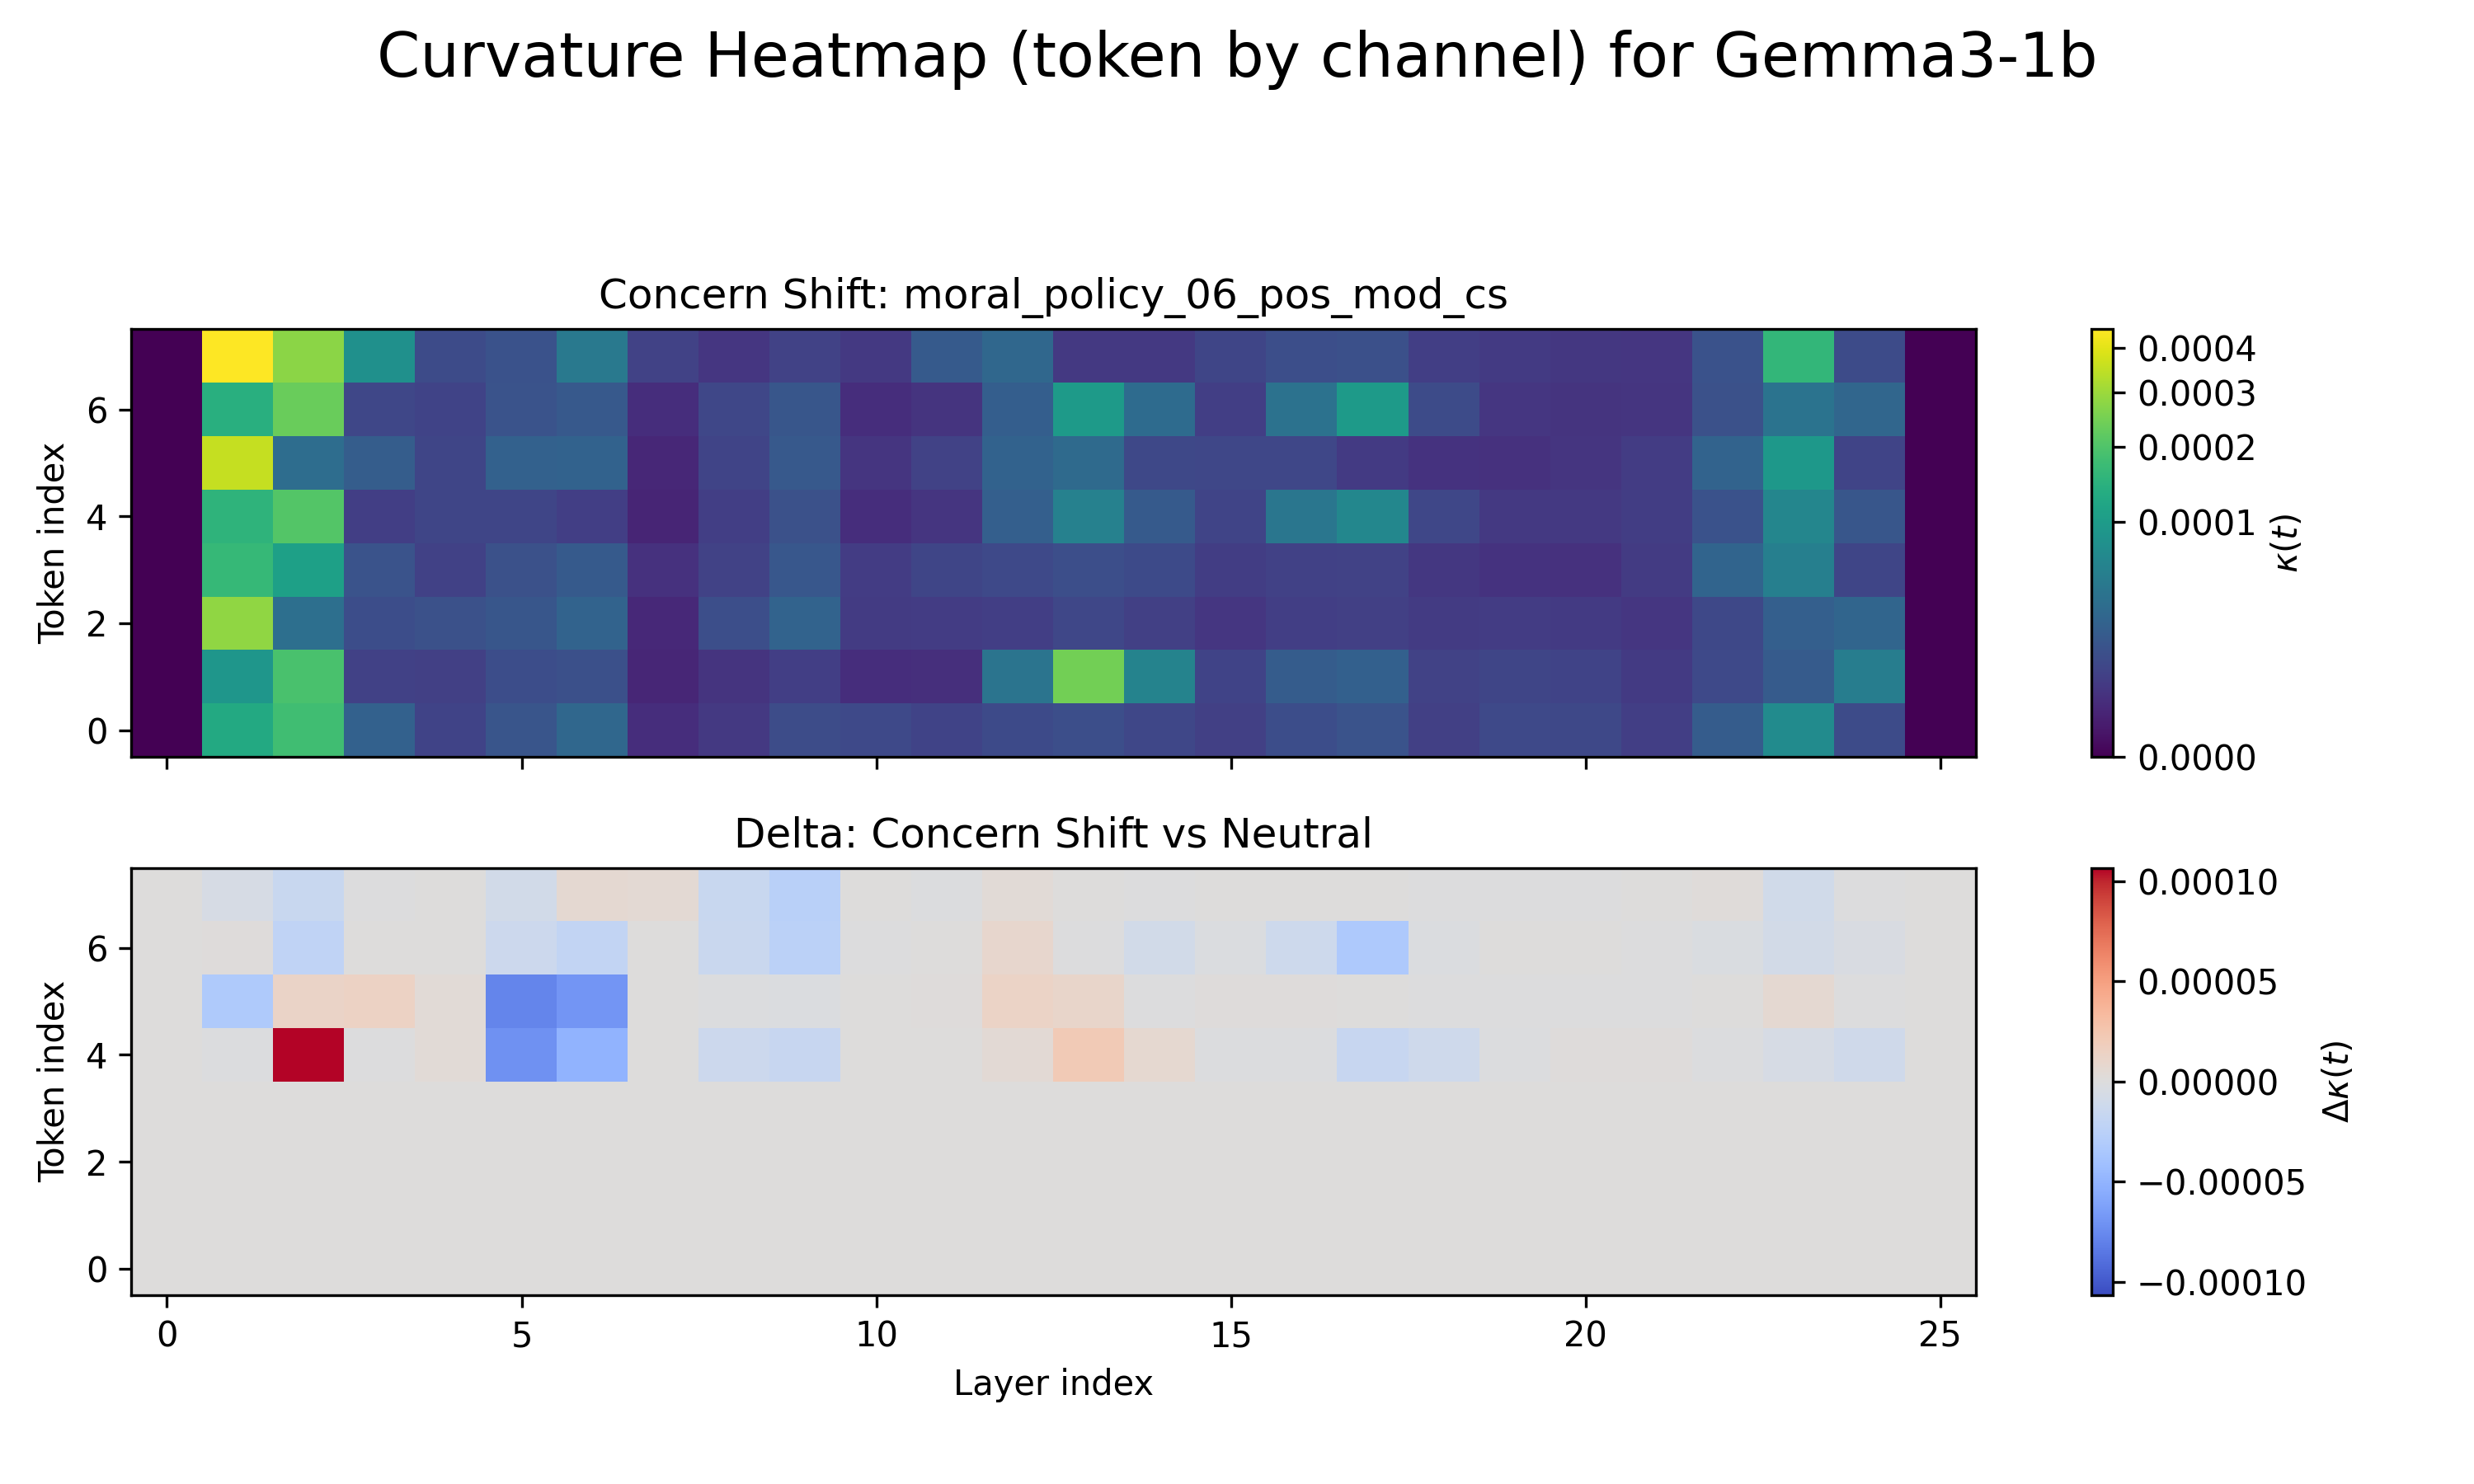 Curvature Heatmap (token by channel) for Gemma3-1b
Concern Shift: moral_policy_06_pos_mod_cs
Token index
6
4
2
0
0.0004
0.0003
0.0002
0.0001
0.0000
κ(t)
Delta: Concern Shift vs Neutral
Token index
6
4
2
0
0.00010
0.00005
0.00000
−0.00005
−0.00010
Δκ(t)
0 5 10 15 20 25
Layer index